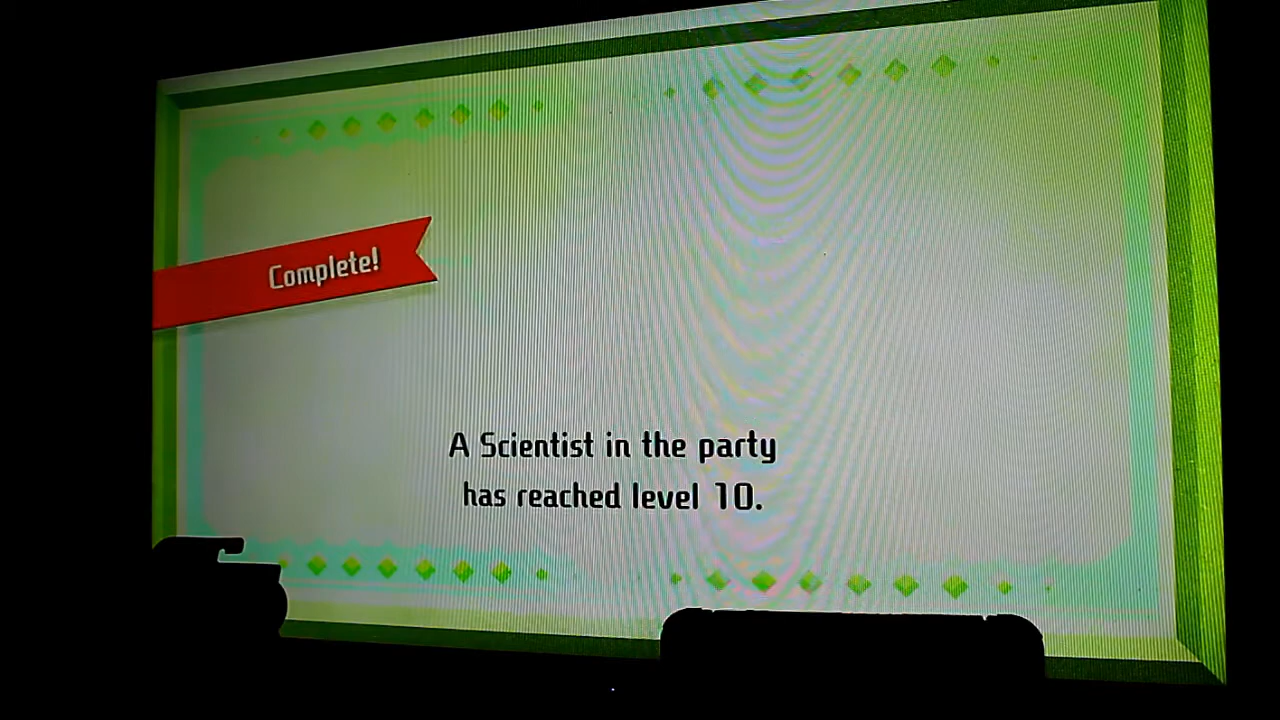 Complete!
A Scientist in the party
has reached level 10.